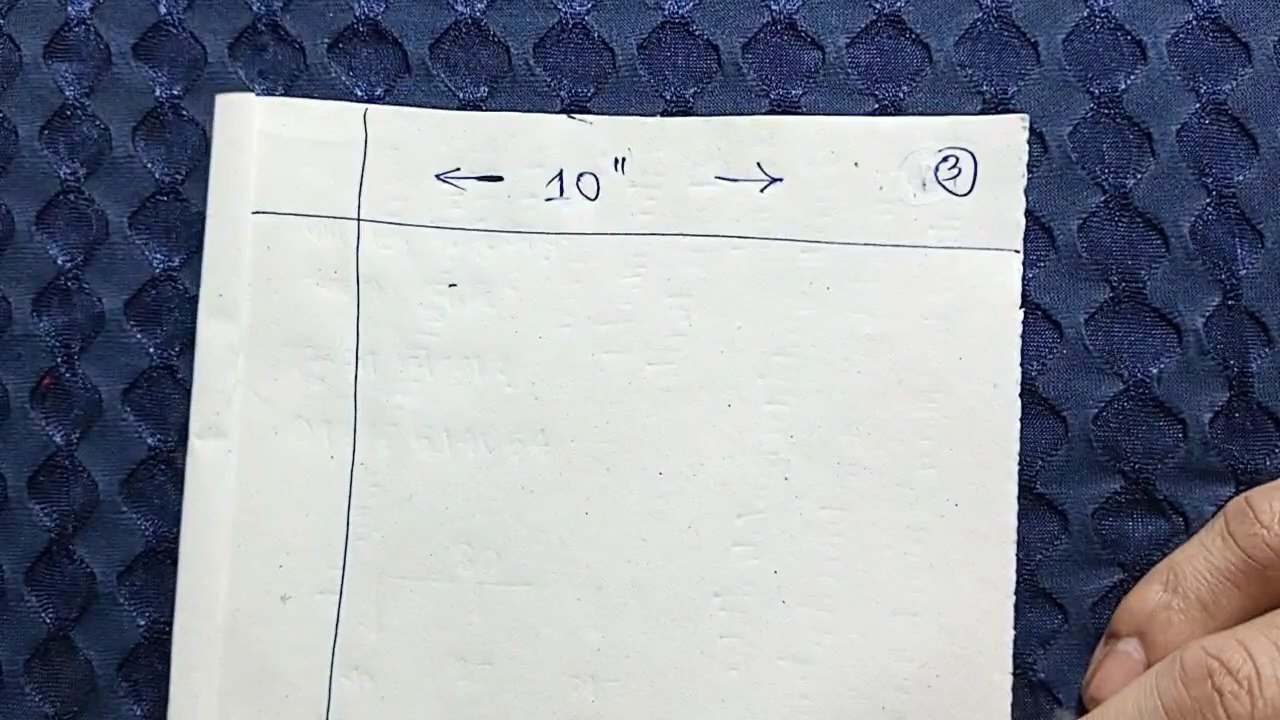 ← 10" → 3